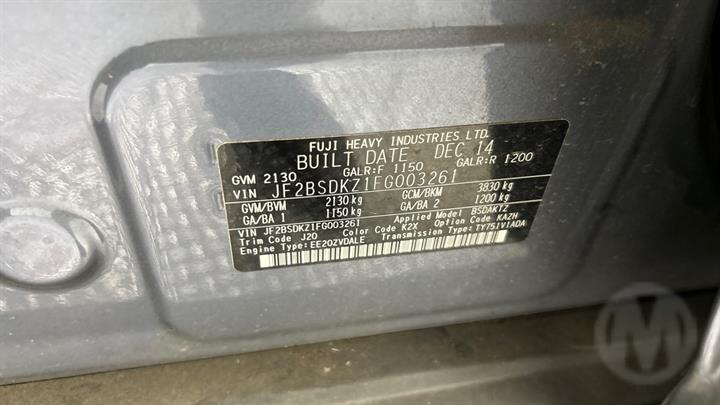 FUJI HEAVY INDUSTRIES LTD.
BUILT DATE DEC 14
GVM 2130 GALR:F 1150 GALR:R 1200
VIN JF2BSDKZ1FG003261
GVM/BVM 2130 kg GCM/BKM 3830 kg
GA/BA 1 1150 kg GA/BA 2 1200 kg
VIN JF2BSDKZ1FG003261 Applied Model BSDAKTZ
Trim Code J20 Color Code K2X Option Code KAZH
Engine Type: EE20ZVDALE Transmission: TY751V1ADA
M